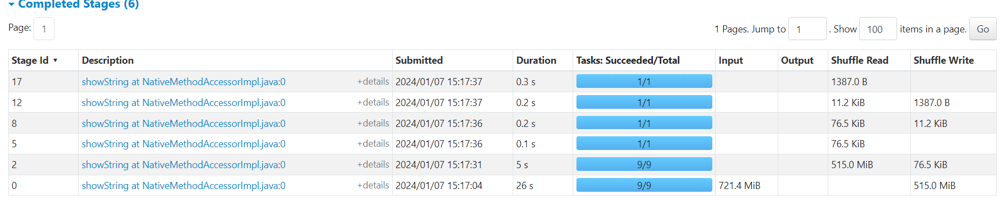 Completed Stages (6)
Page: 1
1 Pages. Jump to 1 . Show 100 items in a page. Go
Stage Id ▾ Description Submitted Duration Tasks: Succeeded/Total Input Output Shuffle Read Shuffle Write
17 showString at NativeMethodAccessorImpl.java:0 +details 2024/01/07 15:17:37 0.3 s 1/1 1387.0 B
12 showString at NativeMethodAccessorImpl.java:0 +details 2024/01/07 15:17:37 0.2 s 1/1 11.2 KiB 1387.0 B
8 showString at NativeMethodAccessorImpl.java:0 +details 2024/01/07 15:17:36 0.2 s 1/1 76.5 KiB 11.2 KiB
5 showString at NativeMethodAccessorImpl.java:0 +details 2024/01/07 15:17:36 0.1 s 1/1 76.5 KiB
2 showString at NativeMethodAccessorImpl.java:0 +details 2024/01/07 15:17:31 5 s 9/9 515.0 MiB 76.5 KiB
0 showString at NativeMethodAccessorImpl.java:0 +details 2024/01/07 15:17:04 26 s 9/9 721.4 MiB 515.0 MiB